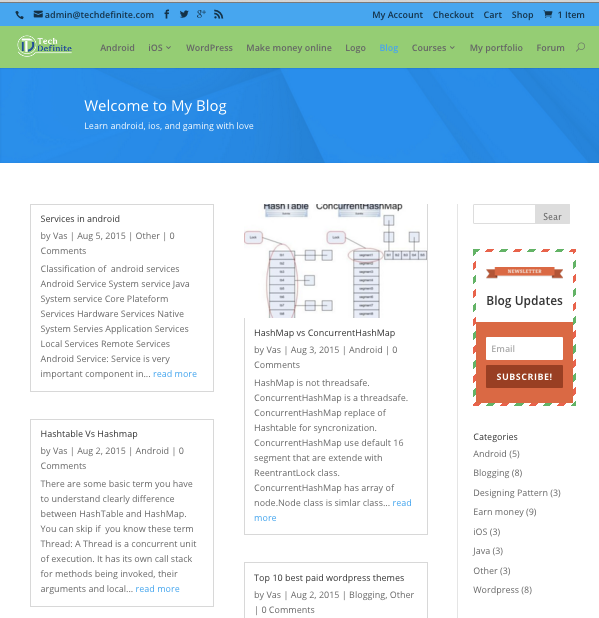 admin@techdefinite.com
My Account Checkout Cart Shop 1 Item
Tech
Definite
Android iOS WordPress Make money online Logo Blog Courses My portfolio Forum
Welcome to My Blog
Learn android, ios, and gaming with love
Services in android
by Vas | Aug 5, 2015 | Other | 0
Comments
Classification of android services
Android Service System service Java
System service Core Plateform
Services Hardware Services Native
System Servies Application Services
Local Services Remote Services
Android Service: Service is very
important component in... read more
Hashtable Vs Hashmap
by Vas | Aug 2, 2015 | Android | 0
Comments
There are some basic term you have
to understand clearly difference
between HashTable and HashMap.
You can skip if you know these term
Thread: A Thread is a concurrent unit
of execution. It has its own call stack
for methods being invoked, their
arguments and local... read more
HashTable ConcurrentHashMap
HashMap vs ConcurrentHashMap
by Vas | Aug 3, 2015 | Android | 0
Comments
HashMap is not threadsafe.
ConcurrentHashMap is a threadsafe.
ConcurrentHashMap replace of
Hashtable for syncronization.
ConcurrentHashMap use default 16
segment that are extende with
ReentrantLock class.
ConcurrentHashMap has array of
node.Node class is simlar class... read
more
Top 10 best paid wordpress themes
by Vas | Aug 2, 2015 | Blogging, Other
| 0 Comments
Sear
NEWSLETTER
Blog Updates
Email
SUBSCRIBE!
Categories
Android (5)
Blogging (8)
Designing Pattern (3)
Earn money (9)
iOS (3)
Java (3)
Other (3)
Wordpress (8)